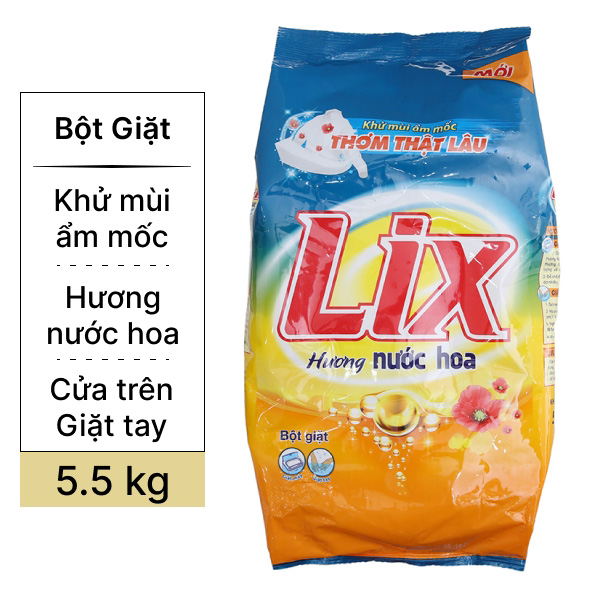 Bột Giặt
Khử mùi
ẩm mốc
Hương
nước hoa
Cửa trên
Giặt tay
5.5 kg
MỚI
Khử mùi ẩm mốc
THƠM THẬT LÂU
LIX
Hương nước hoa
Bột giặt